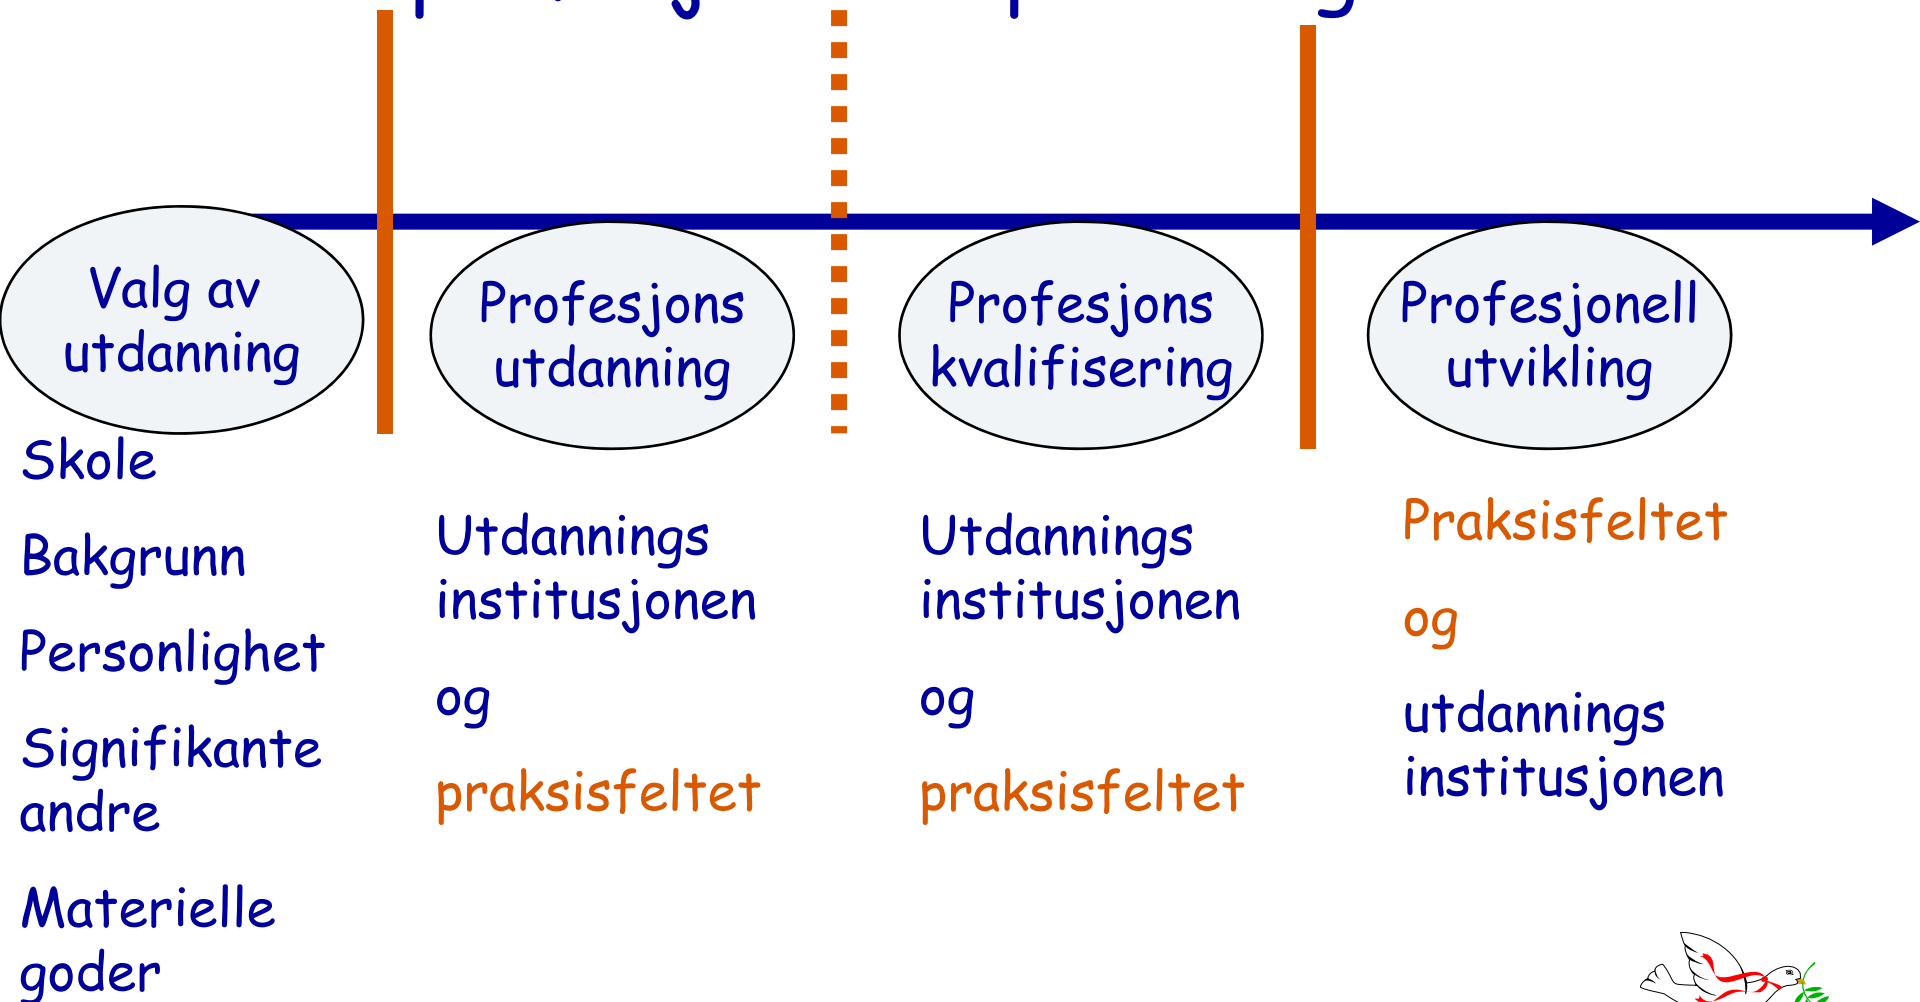 Valg av
utdanning
Profesjons
utdanning
Profesjons
kvalifisering
Profesjonell
utvikling
Skole
Bakgrunn
Personlighet
Signifikante
andre
Materielle
goder
Utdannings
institusjonen
og
praksisfeltet
Utdannings
institusjonen
og
praksisfeltet
Praksisfeltet
og
utdannings
institusjonen